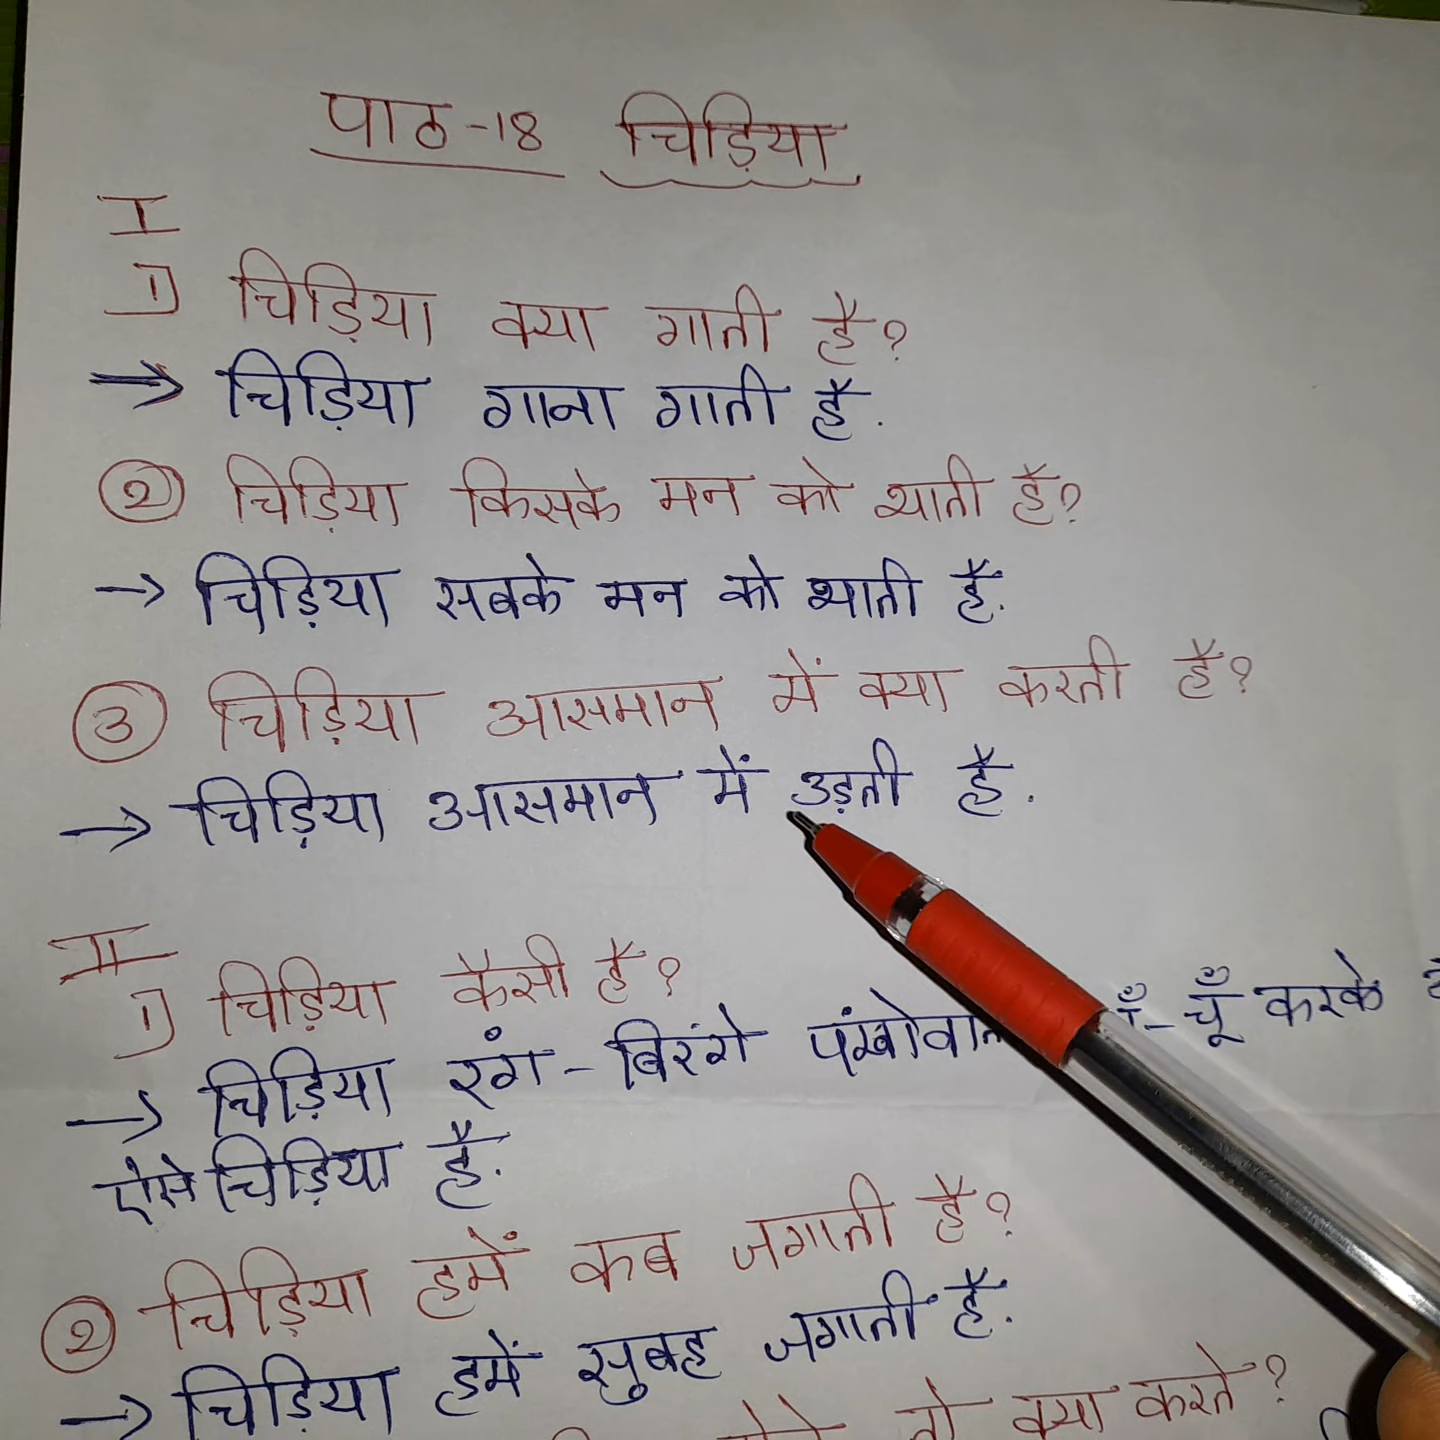 पाठ-18 चिड़िया
I
1) चिड़िया क्या गाती है?
⇒ चिड़िया गाना गाती है.
② चिड़िया किसके मन को भाती है?
→ चिड़िया सबके मन को भाती है.
③ चिड़िया आसमान में क्या करती है?
→ चिड़िया आसमान में उड़ती है.
II
1) चिड़िया कैसी है?
→ चिड़िया रंग-बिरंगे पंखोवाल -चूँ करके
ऐसे चिड़िया है.
② चिड़िया हमें कब जगाती है?
→ चिड़िया हमें सुबह जगाती है.
तो क्या करते?